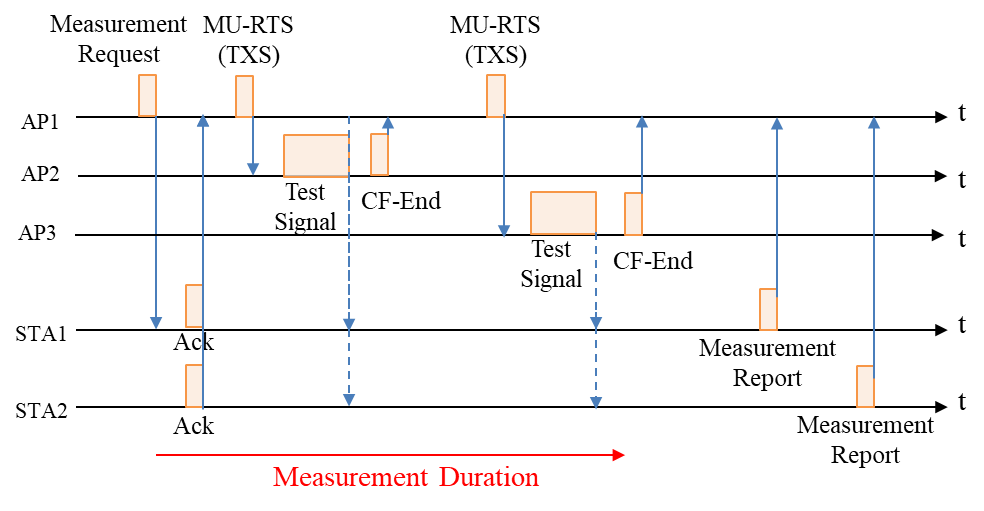 Measurement
Request
MU-RTS
(TXS)
MU-RTS
(TXS)
AP1
t
AP2
t
Test
Signal
CF-End
AP3
t
Test
Signal
CF-End
STA1
t
Ack
Measurement
Report
STA2
t
Ack
Measurement
Report
Measurement Duration